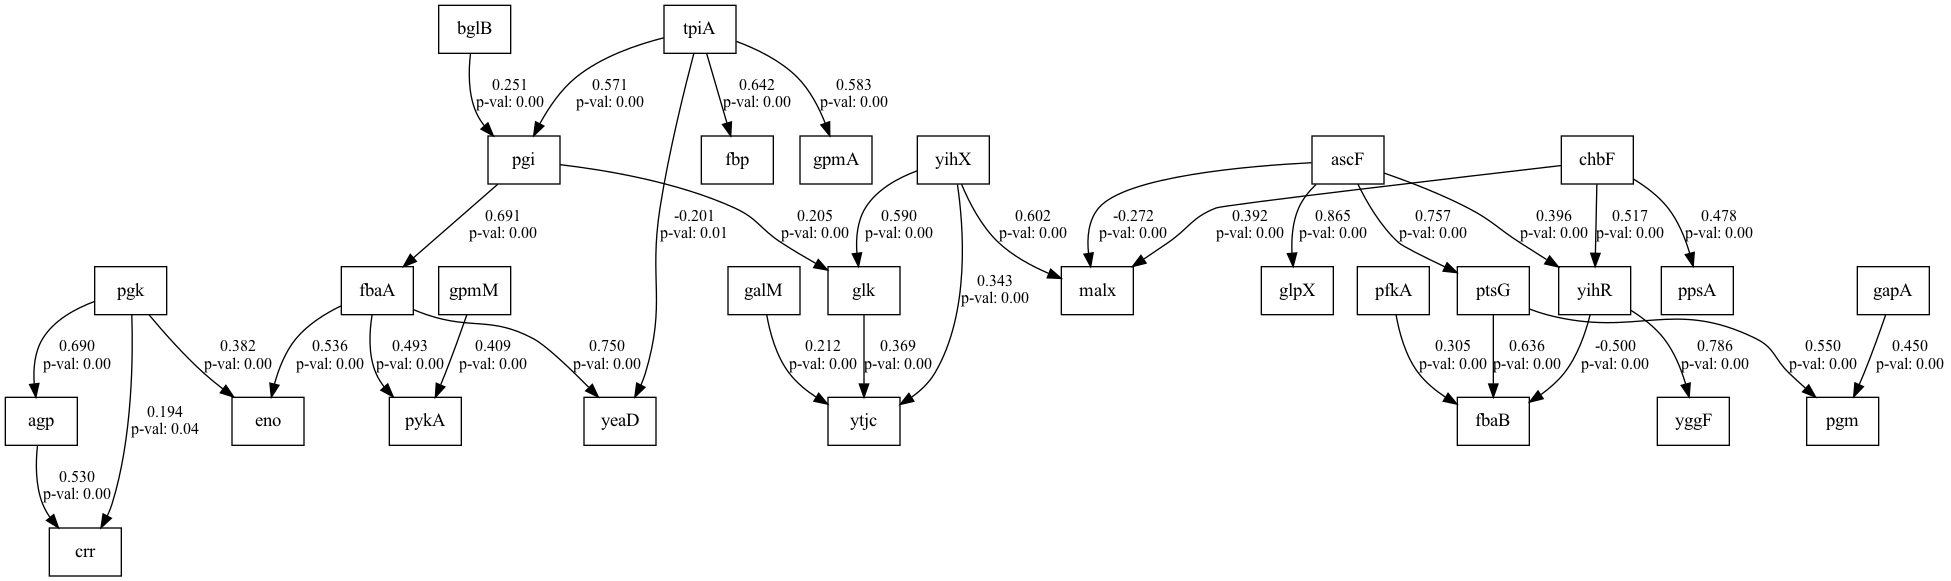 bglB
tpiA
0.251
p-val: 0.00
0.571
p-val: 0.00
0.642
p-val: 0.00
0.583
p-val: 0.00
pgi
fbp
gpmA
yihX
ascF
chbF
0.691
p-val: 0.00
-0.201
p-val: 0.01
0.205
p-val: 0.00
0.590
p-val: 0.00
0.602
p-val: 0.00
-0.272
p-val: 0.00
0.392
p-val: 0.00
0.865
p-val: 0.00
0.757
p-val: 0.00
0.396
p-val: 0.00
0.517
p-val: 0.00
0.478
p-val: 0.00
pgk
fbaA
gpmM
galM
glk
0.343
p-val: 0.00
malx
glpX
pfkA
ptsG
yihR
ppsA
gapA
0.690
p-val: 0.00
0.382
p-val: 0.00
0.536
p-val: 0.00
0.493
p-val: 0.00
0.409
p-val: 0.00
0.750
p-val: 0.00
0.212
p-val: 0.00
0.369
p-val: 0.00
0.305
p-val: 0.00
0.636
p-val: 0.00
-0.500
p-val: 0.00
0.786
p-val: 0.00
0.550
p-val: 0.00
0.450
p-val: 0.00
agp
0.194
p-val: 0.04
eno
pykA
yeaD
ytjc
fbaB
yggF
pgm
0.530
p-val: 0.00
crr